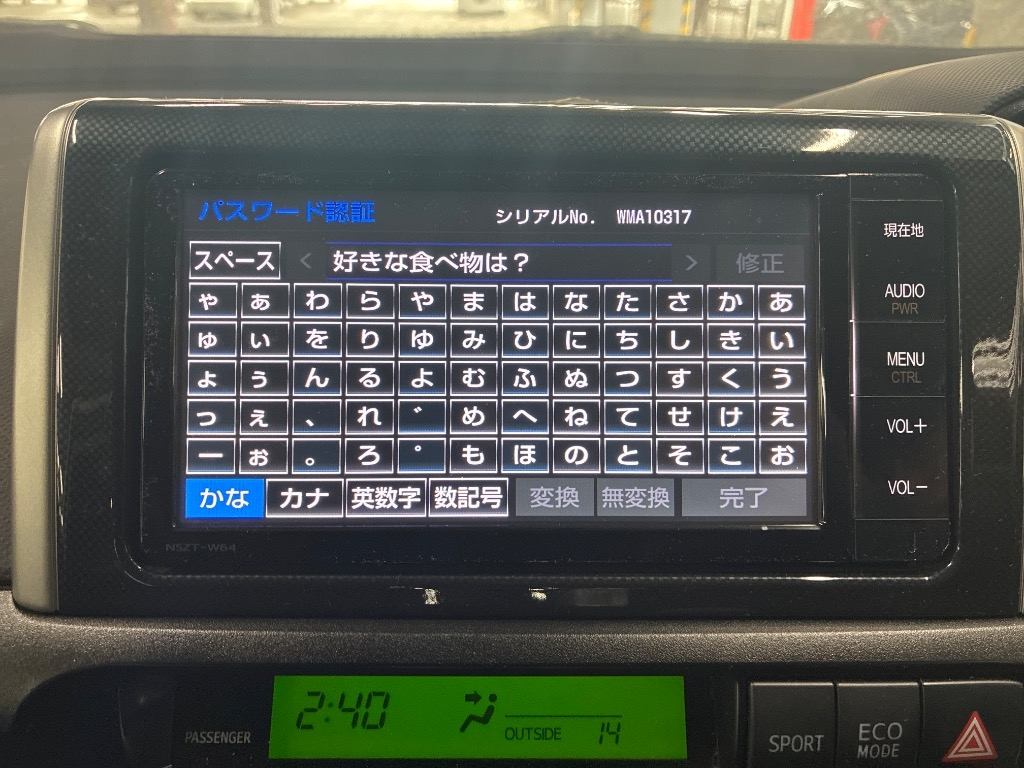 パスワード認証 シリアルNo. WMA10317
スペース < 好きな食べ物は？ > 修正
ゃ ぁ わ ら や ま は な た さ か あ
ゅ ぃ を り ゆ み ひ に ち し き い
ょ ぅ ん る よ む ふ ぬ つ す く う
っ ぇ 、 れ ゛ め へ ね て せ け え
ー ぉ 。 ろ ゜ も ほ の と そ こ お
かな カナ 英数字 数記号 変換 無変換 完了
現在地
AUDIO
PWR
MENU
CTRL
VOL+
VOL-
NSZT-W64
PASSENGER
2:40
OUTSIDE 14
SPORT
ECO
MODE